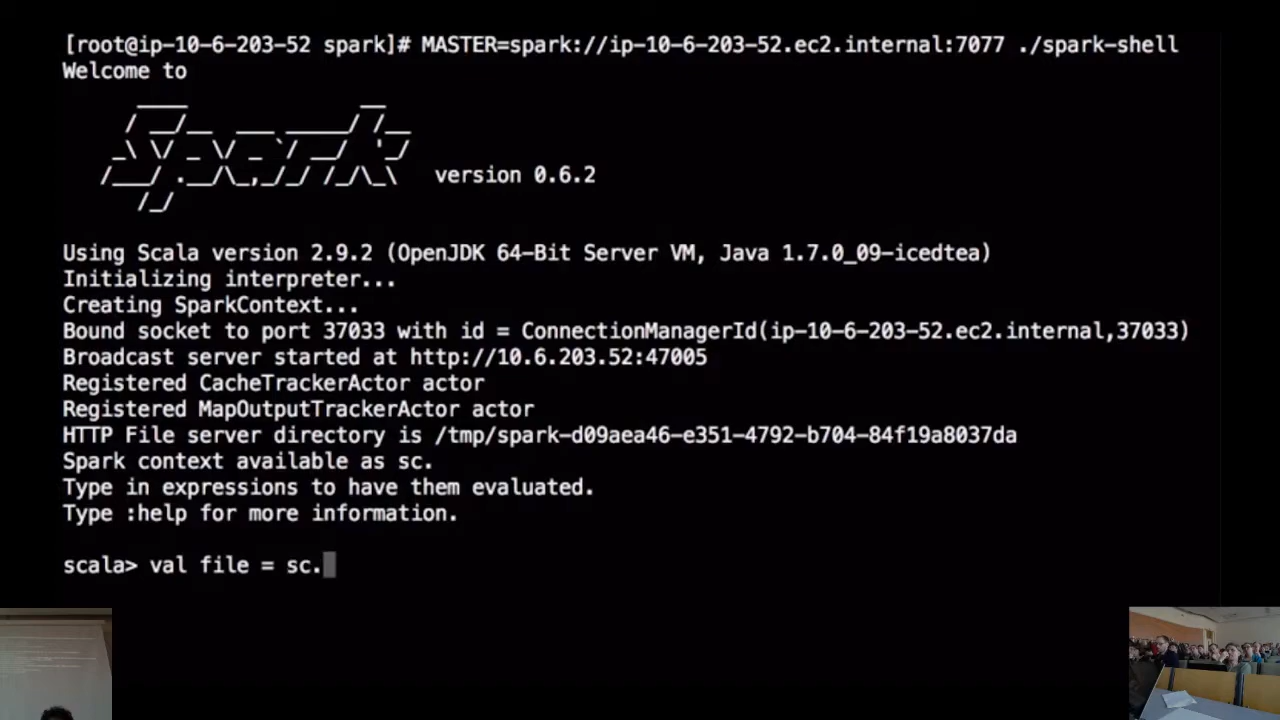 [root@ip-10-6-203-52 spark]# MASTER=spark://ip-10-6-203-52.ec2.internal:7077 ./spark-shell
Welcome to
Spark version 0.6.2
Using Scala version 2.9.2 (OpenJDK 64-Bit Server VM, Java 1.7.0_09-icedtea)
Initializing interpreter...
Creating SparkContext...
Bound socket to port 37033 with id = ConnectionManagerId(ip-10-6-203-52.ec2.internal,37033)
Broadcast server started at http://10.6.203.52:47005
Registered CacheTrackerActor actor
Registered MapOutputTrackerActor actor
HTTP File server directory is /tmp/spark-d09aea46-e351-4792-b704-84f19a8037da
Spark context available as sc.
Type in expressions to have them evaluated.
Type :help for more information.
scala> val file = sc.